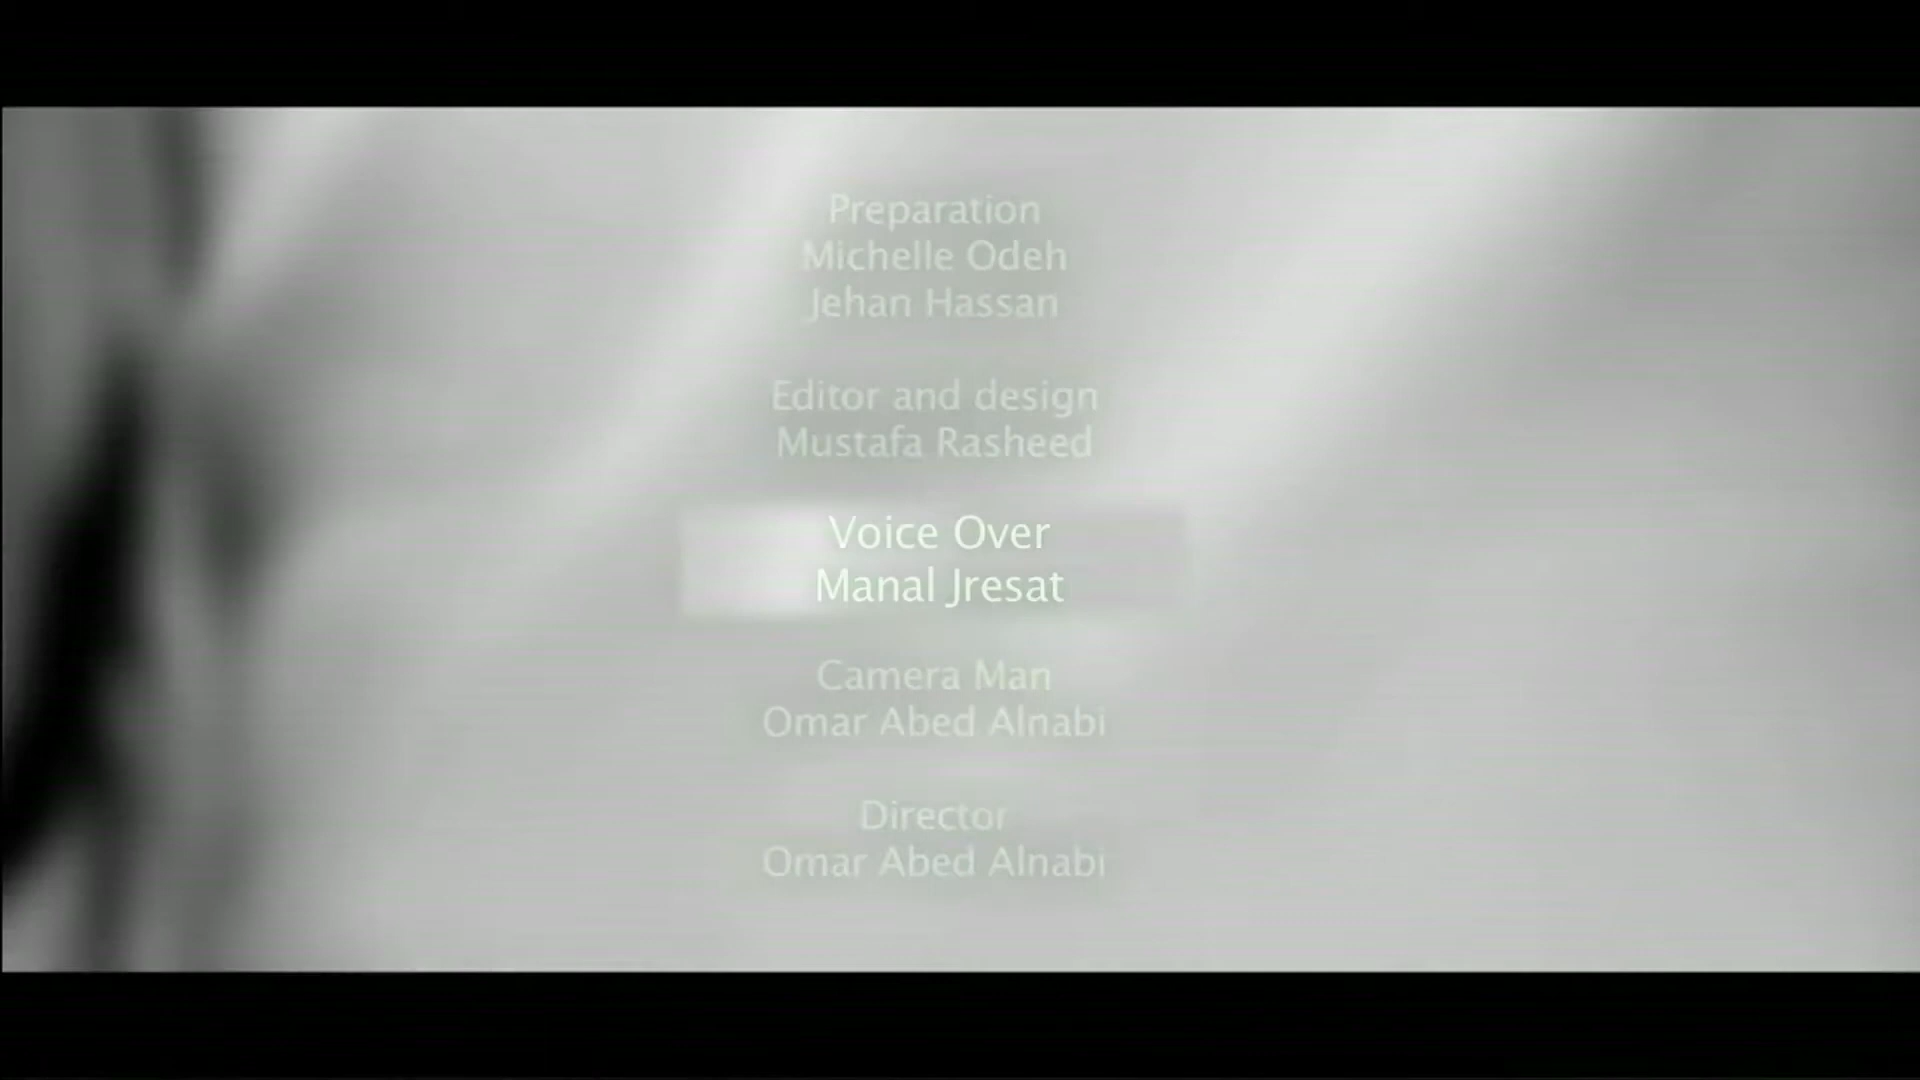 Preparation
Michelle Odeh
Jehan Hassan
Editor and design
Mustafa Rasheed
Voice Over
Manal Jresat
Camera Man
Omar Abed Alnabi
Director
Omar Abed Alnabi